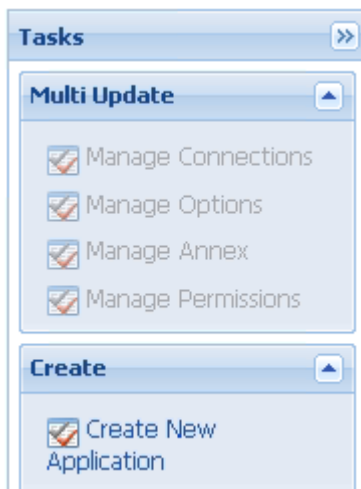 Tasks
Multi Update
Manage Connections
Manage Options
Manage Annex
Manage Permissions
Create
Create New
Application